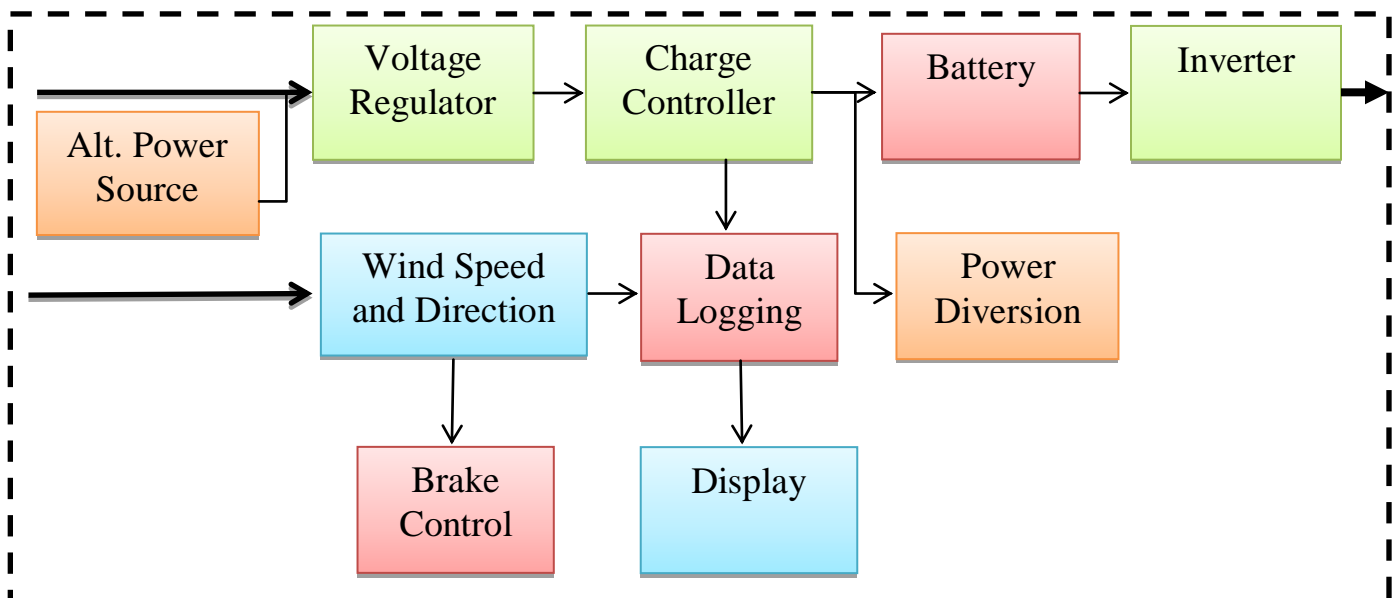 Voltage
Regulator
Charge
Controller
Battery
Inverter
Alt. Power
Source
Wind Speed
and Direction
Data
Logging
Power
Diversion
Brake
Control
Display